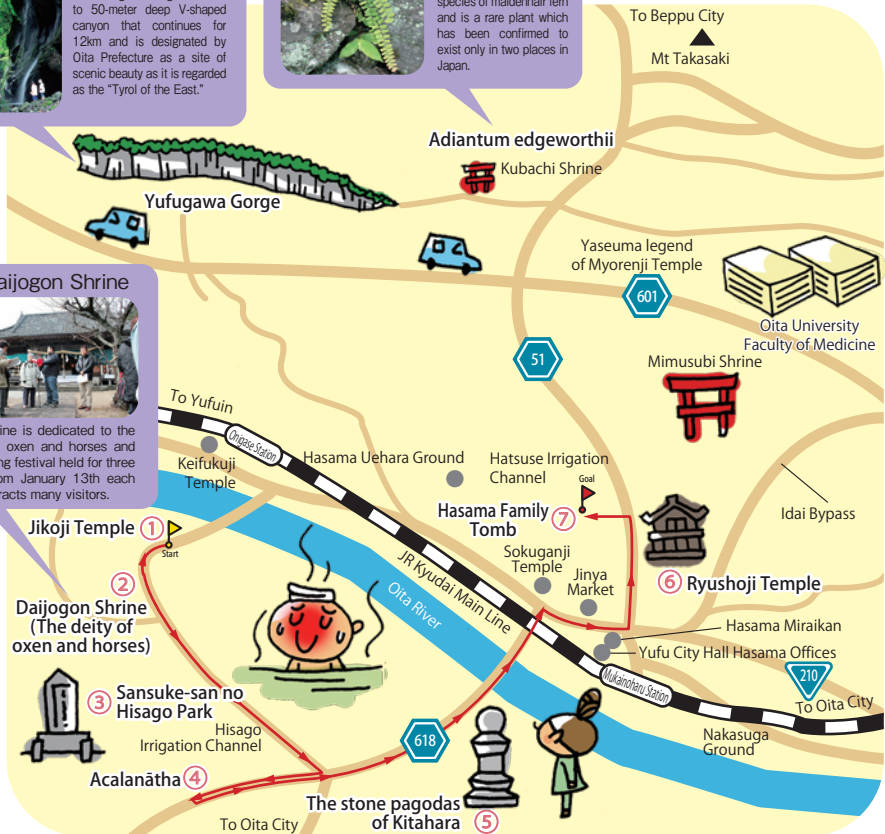 to 50-meter deep V-shaped
canyon that continues for
12km and is designated by
Oita Prefecture as a site of
scenic beauty as it is regarded
as the “Tyrol of the East.”
species of maidenhair fern
and is a rare plant which
has been confirmed to
exist only in two places in
Japan.
To Beppu City
Mt Takasaki
Adiantum edgeworthii
Kubachi Shrine
Yufugawa Gorge
Yaseuma legend
of Myorenji Temple
601
Oita University
Faculty of Medicine
51
Mimusubi Shrine
Daijogon Shrine
ine is dedicated to the
oxen and horses and
ng festival held for three
om January 13th each
racts many visitors.
To Yufuin
Onigase Station
Keifukuji
Temple
Hasama Uehara Ground
Hatsuse Irrigation
Channel
Goal
Hasama Family
Tomb
⑦
Idai Bypass
Jikoji Temple ①
Start
Sokuganji
Temple
Jinya
Market
⑥ Ryushoji Temple
JR Kyudai Main Line
Oita River
②
Daijogon Shrine
(The deity of
oxen and horses)
Hasama Miraikan
Yufu City Hall Hasama Offices
Mukainoharu Station
210
To Oita City
③ Sansuke-san no
Hisago Park
Hisago
Irrigation Channel
618
Nakasuga
Ground
Acalanātha ④
The stone pagodas
of Kitahara ⑤
To Oita City